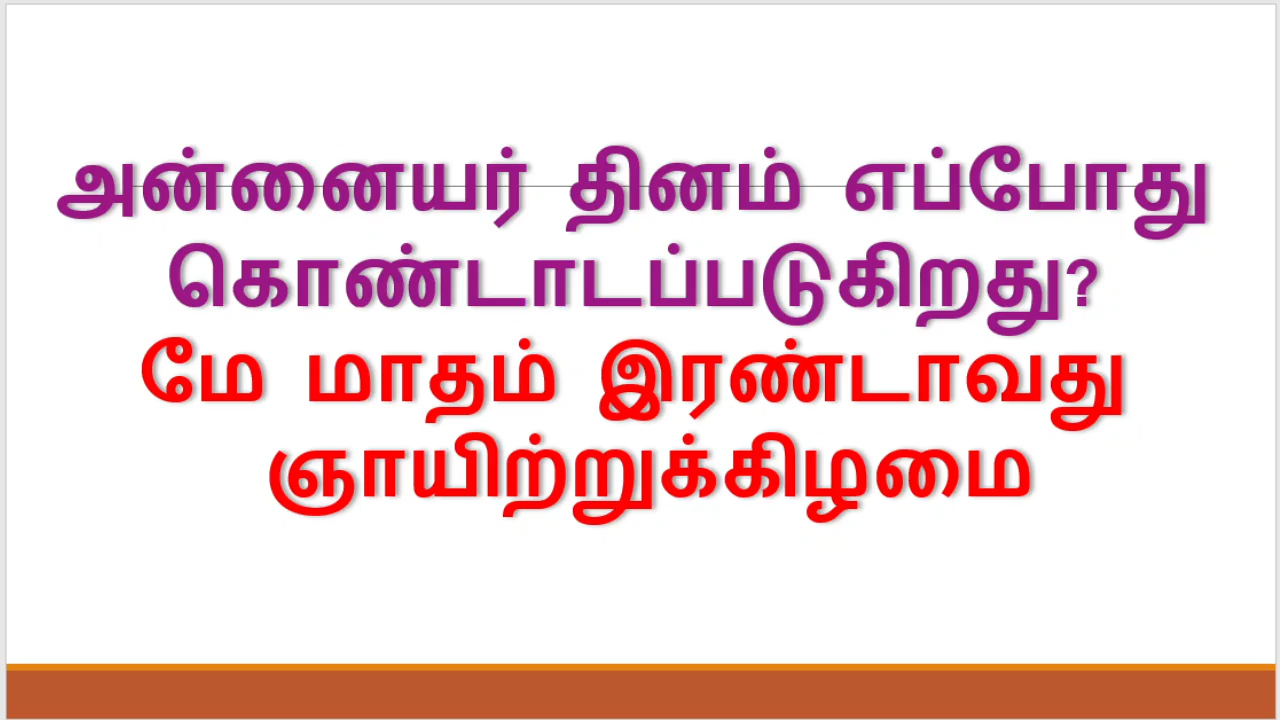 அன்னையர் தினம் எப்போது
கொண்டாடப்படுகிறது?
மே மாதம் இரண்டாவது
ஞாயிற்றுக்கிழமை